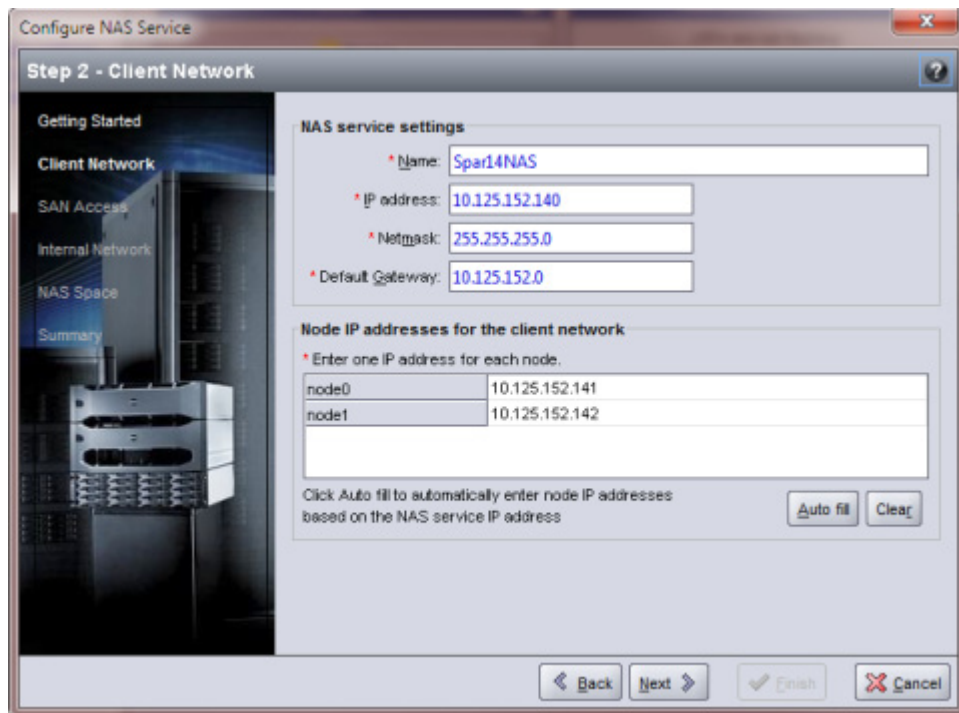 Configure NAS Service
Step 2 - Client Network
?
Getting Started
Client Network
SAN Access
Internal Network
NAS Space
Summary
NAS service settings
* Name: Spar14NAS
* IP address: 10.125.152.140
* Netmask: 255.255.255.0
* Default Gateway: 10.125.152.0
Node IP addresses for the client network
* Enter one IP address for each node.
node0 10.125.152.141
node1 10.125.152.142
Click Auto fill to automatically enter node IP addresses
based on the NAS service IP address
Auto fill Clear
Back Next Finish Cancel